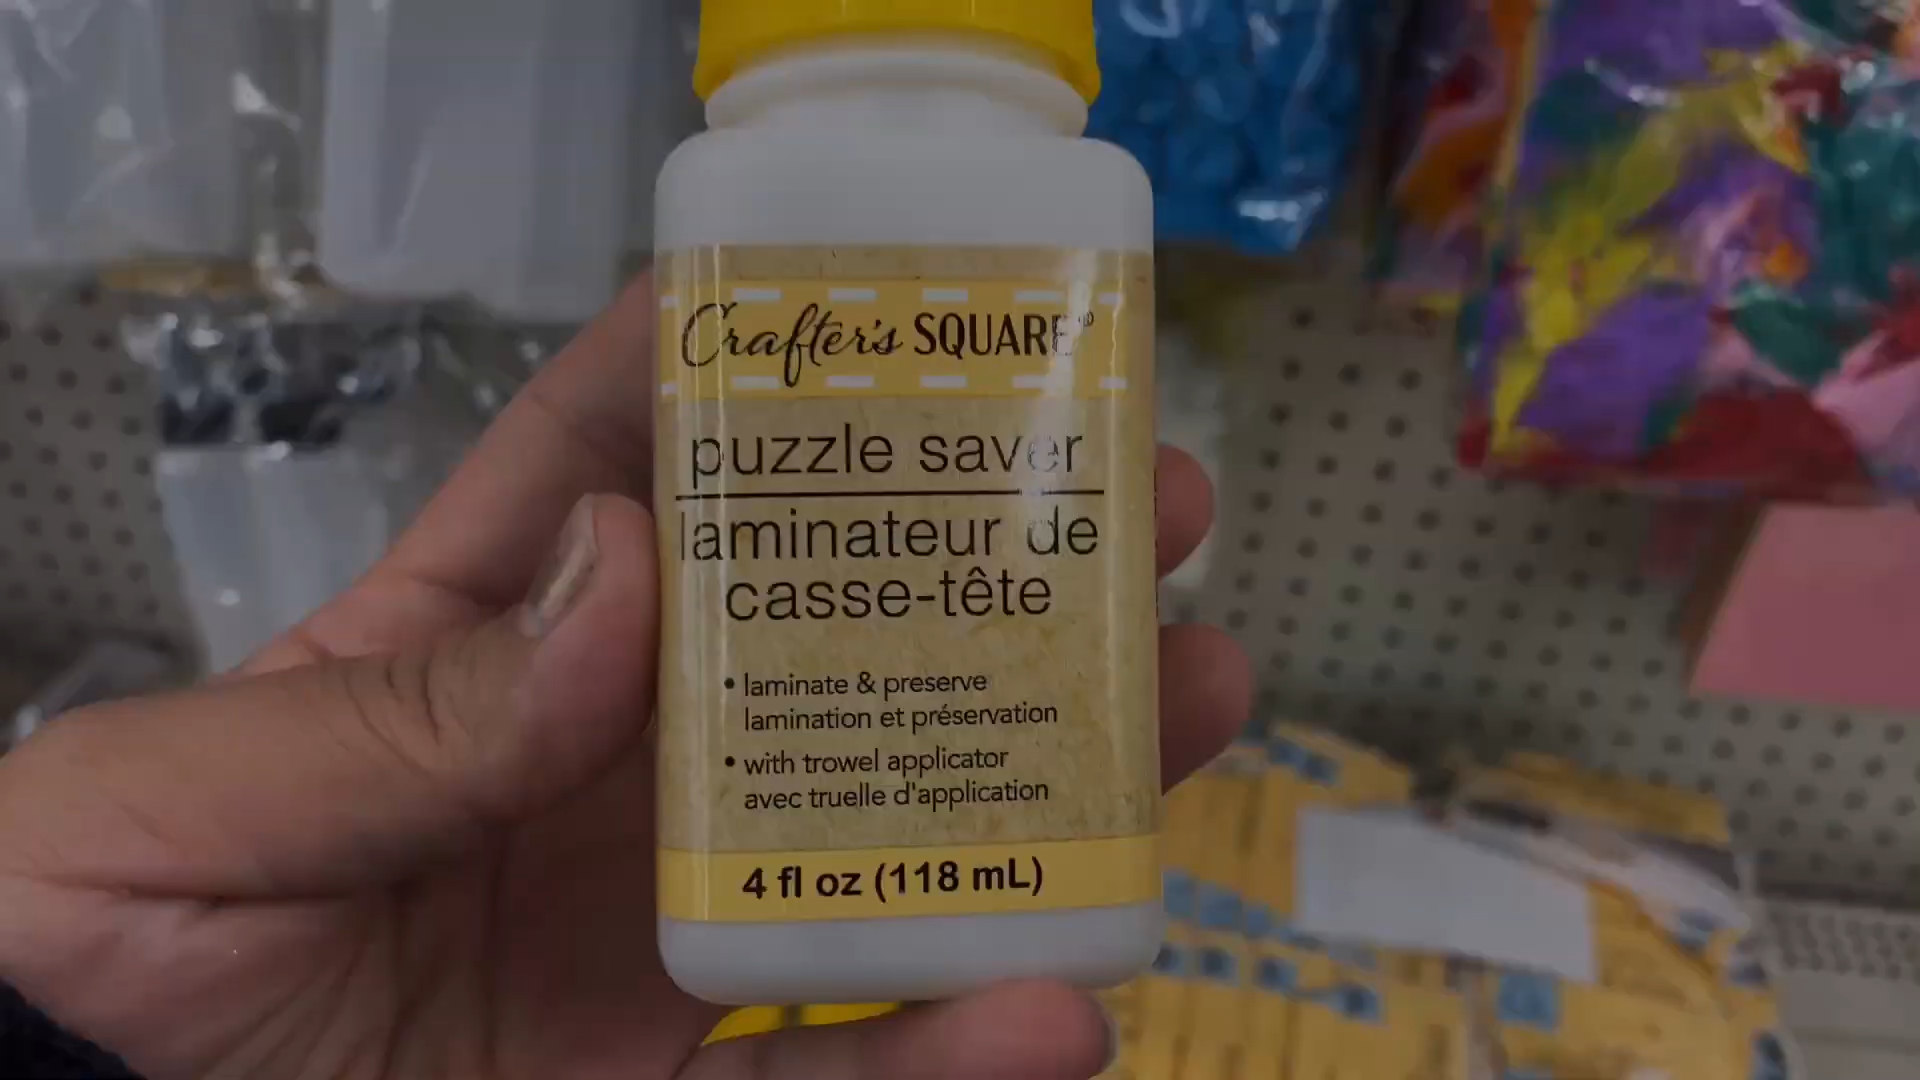 Crafter's SQUARE®
puzzle saver
laminateur de
casse-tête
• laminate & preserve
lamination et préservation
• with trowel applicator
avec truelle d'application
4 fl oz (118 mL)